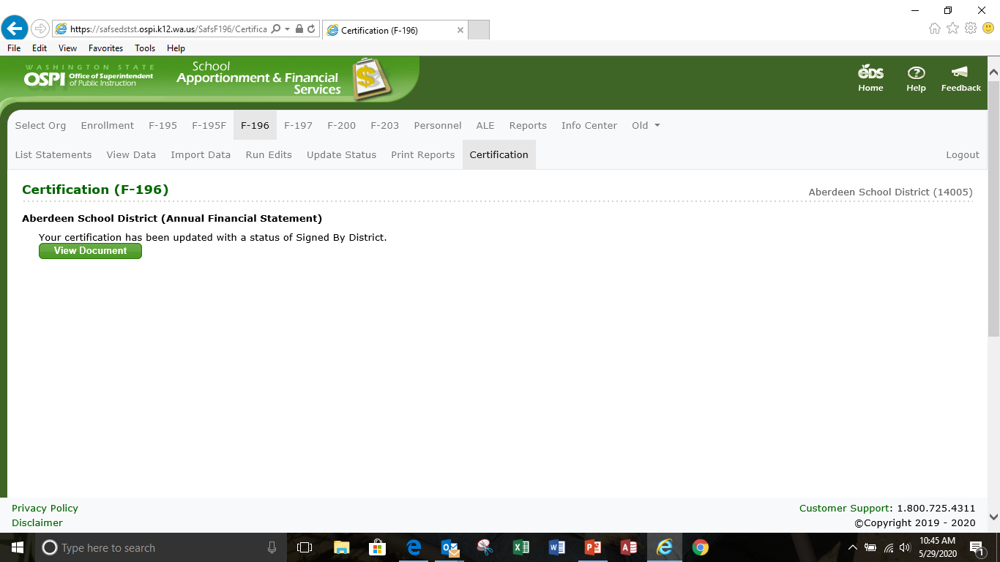 https://safsedstst.ospi.k12.wa.us/SafsF196/Certifica
Certification (F-196)
File Edit View Favorites Tools Help
WASHINGTON STATE
OSPI Office of Superintendent
of Public Instruction
School
Apportionment & Financial
Services
$
eds
Home
?
Help
Feedback
Select Org Enrollment F-195 F-195F F-196 F-197 F-200 F-203 Personnel ALE Reports Info Center Old
List Statements View Data Import Data Run Edits Update Status Print Reports Certification Logout
Certification (F-196)
Aberdeen School District (14005)
Aberdeen School District (Annual Financial Statement)
Your certification has been updated with a status of Signed By District.
View Document
Privacy Policy
Disclaimer
Customer Support: 1.800.725.4311
©Copyright 2019 - 2020
Type here to search
10:45 AM
5/29/2020
1